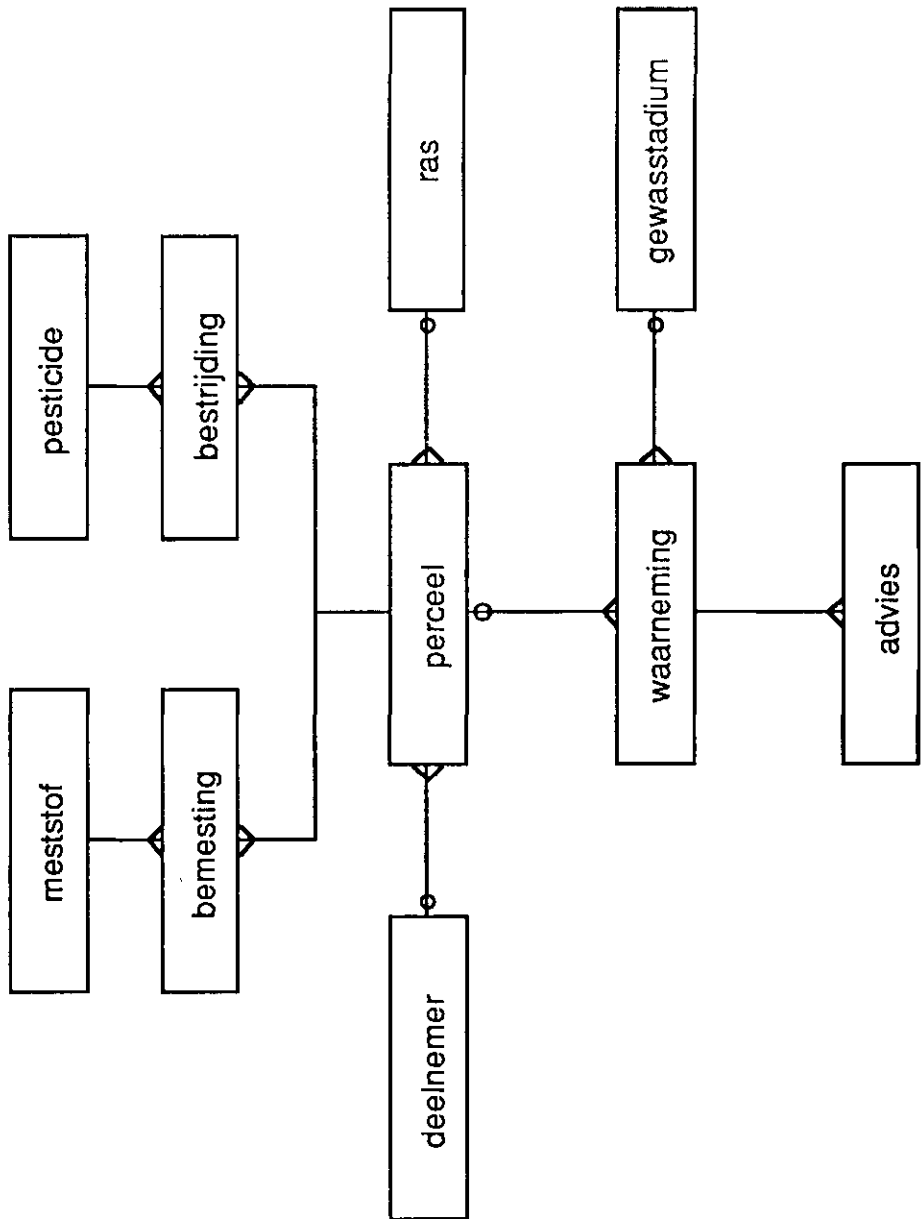 meststof
pesticide
bemesting
bestrijding
deelnemer
perceel
ras
waarneming
gewasstadium
advies